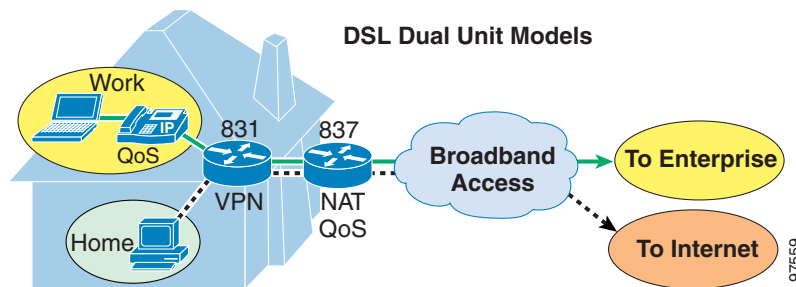 DSL Dual Unit Models
Work
IP
QoS
831
837
VPN
NAT
QoS
Home
Broadband
Access
To Enterprise
To Internet
97559